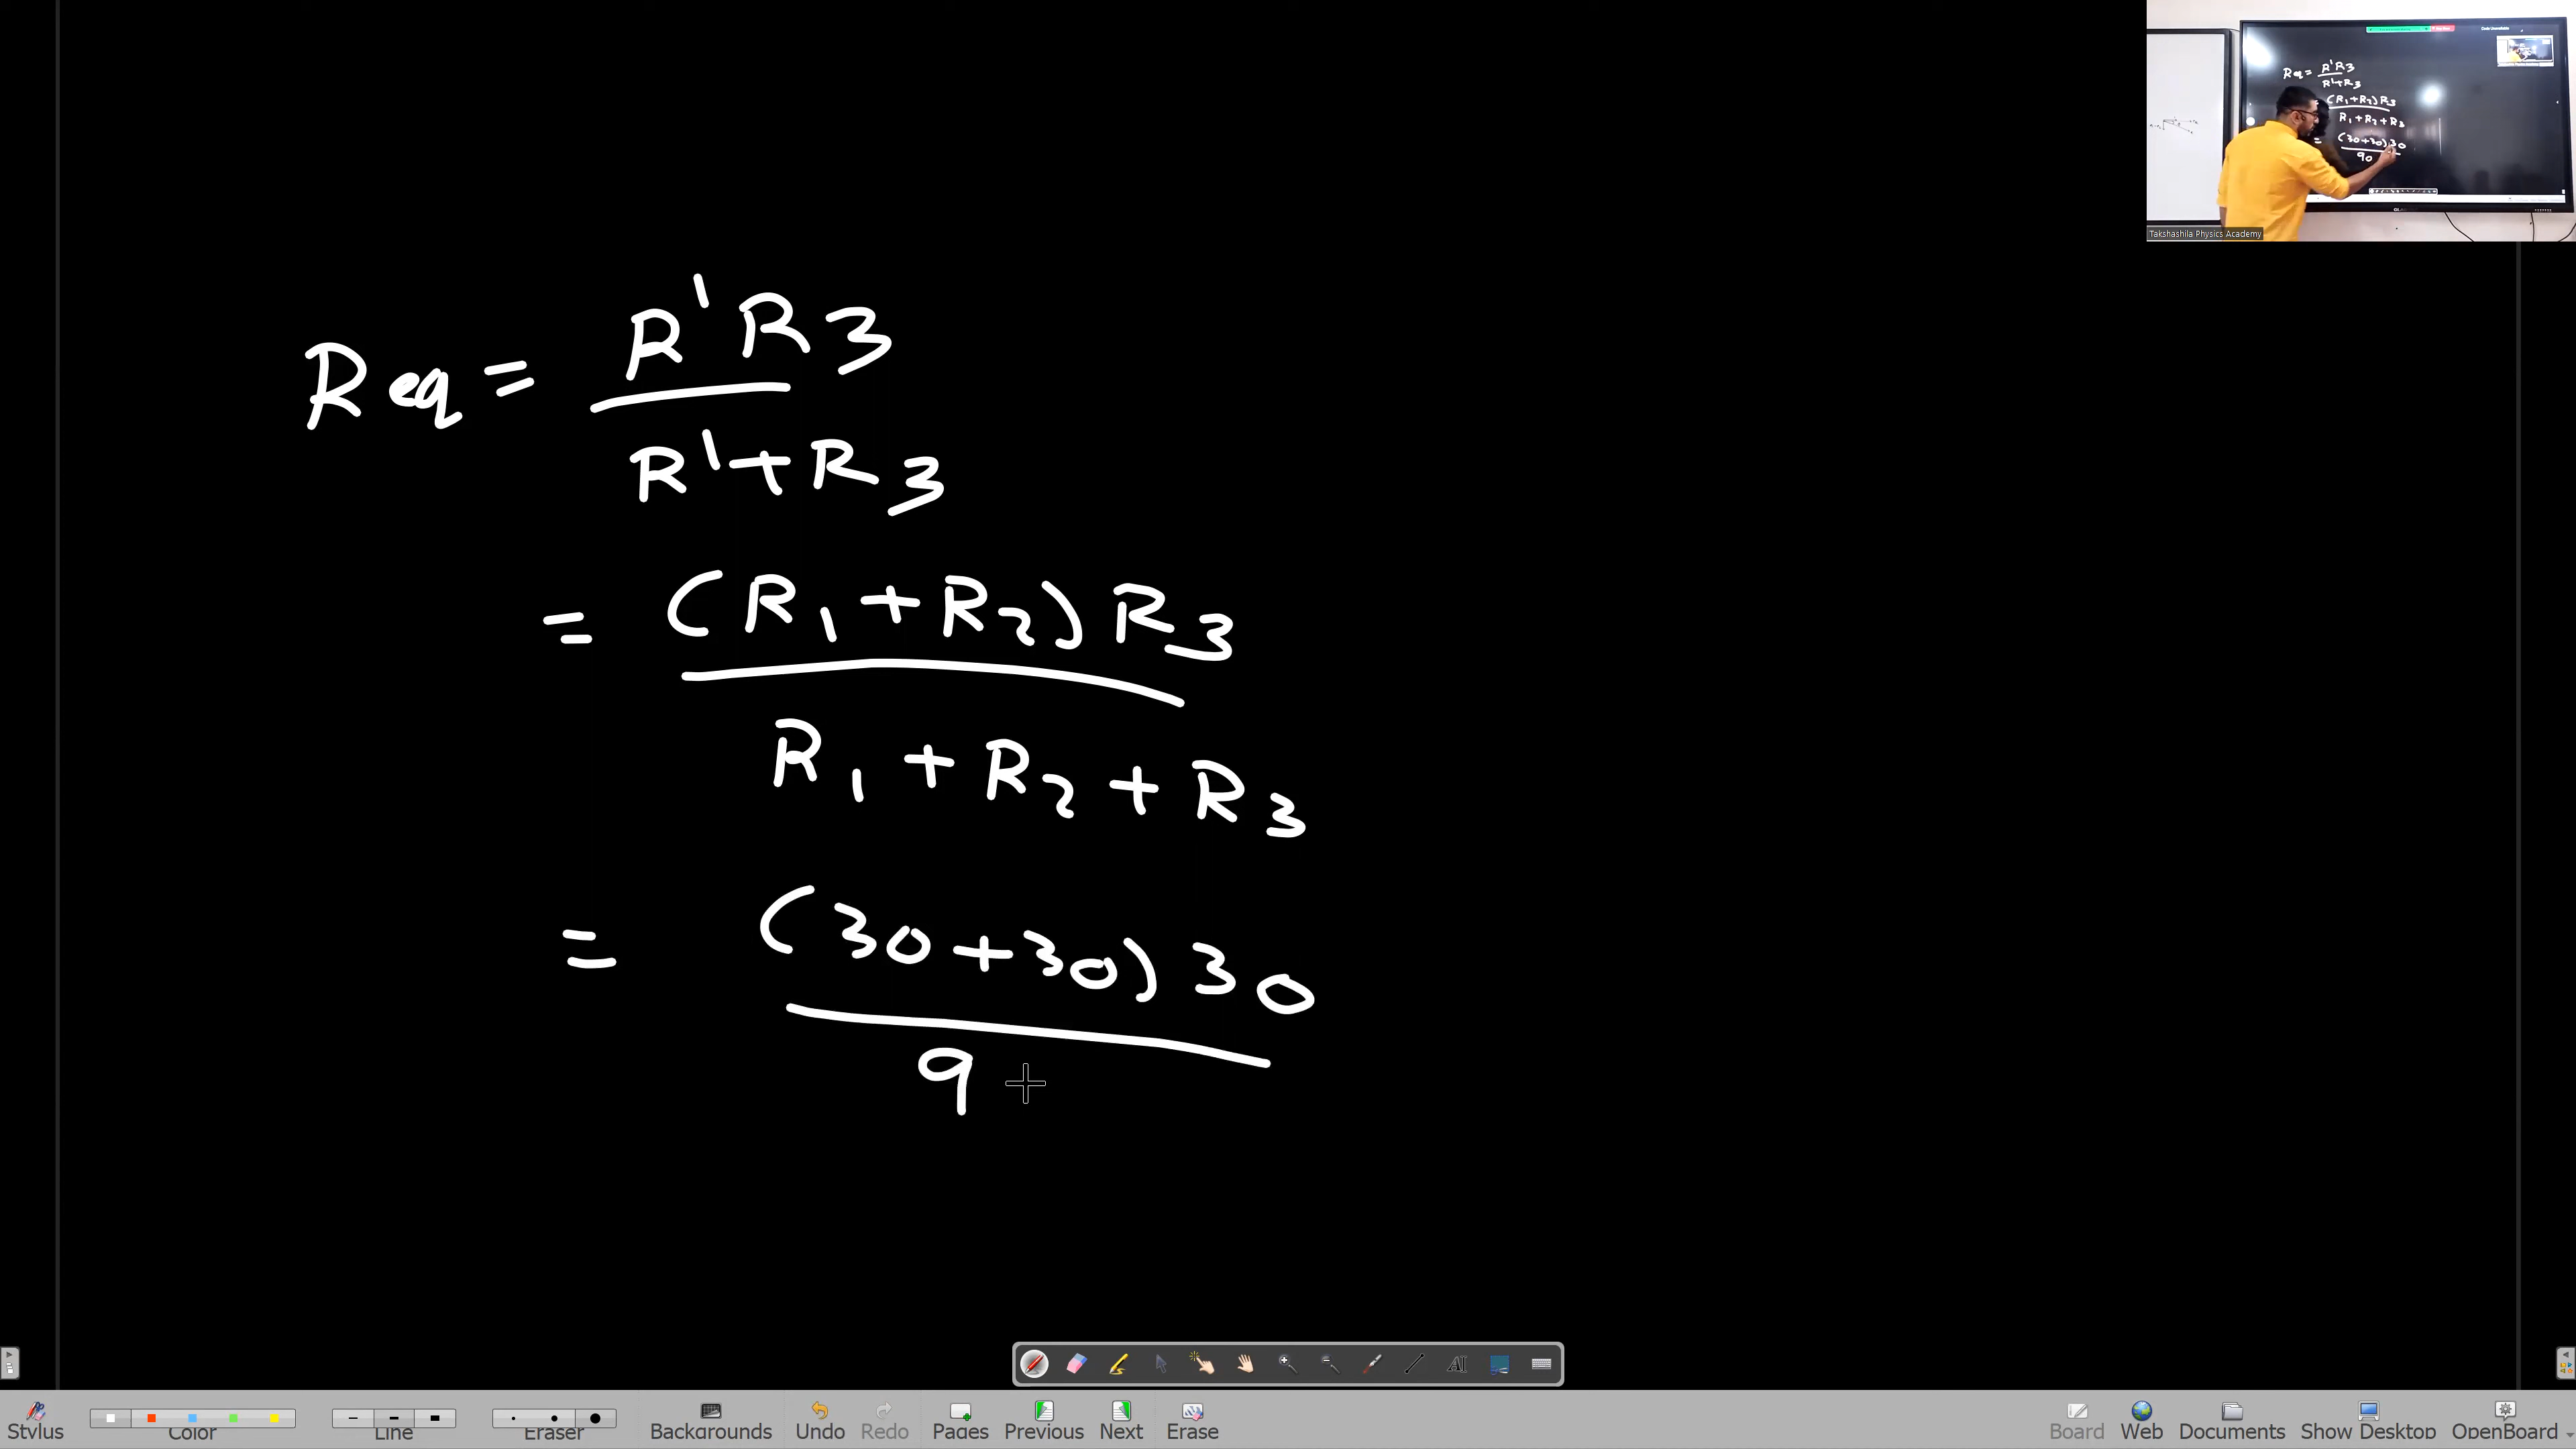 Takshashila Physics Academy
Req = R'R3
R'+R3
= (R1+R2)R3
R1+R2+R3
= (30+30)30
9
Stylus Color Line Eraser Backgrounds Undo Redo Pages Previous Next Erase Board Web Documents Show Desktop OpenBoard